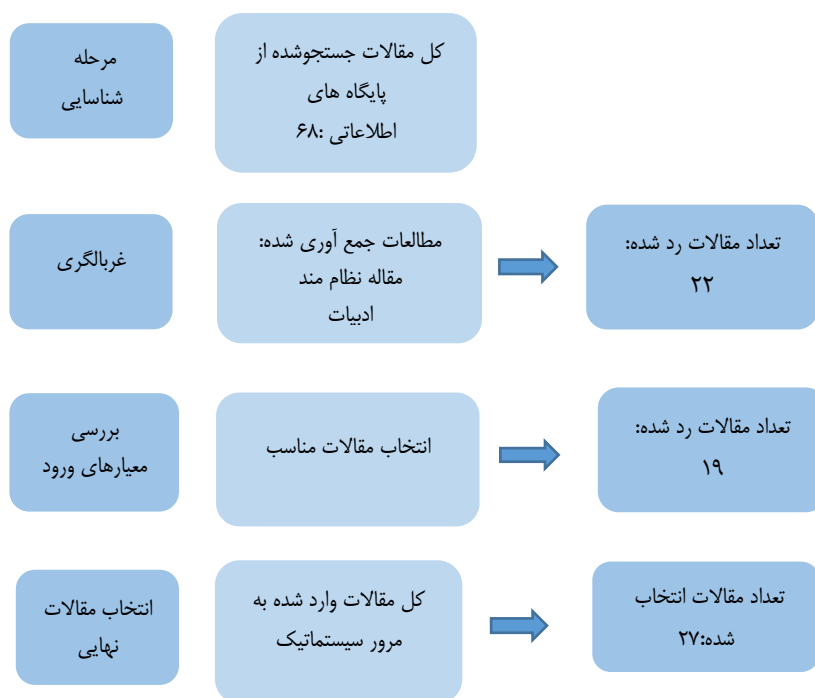 مرحله
شناسایی
کل مقالات جستجوشده از
پایگاه های
اطلاعاتی :۶۸
غربالگری
مطالعات جمع آوری شده:
مقاله نظام مند
ادبیات
تعداد مقالات رد شده:
۲۲
بررسی
معیارهای ورود
انتخاب مقالات مناسب
تعداد مقالات رد شده:
۱۹
انتخاب مقالات
نهایی
کل مقالات وارد شده به
مرور سیستماتیک
تعداد مقالات انتخاب
شده:۲۷